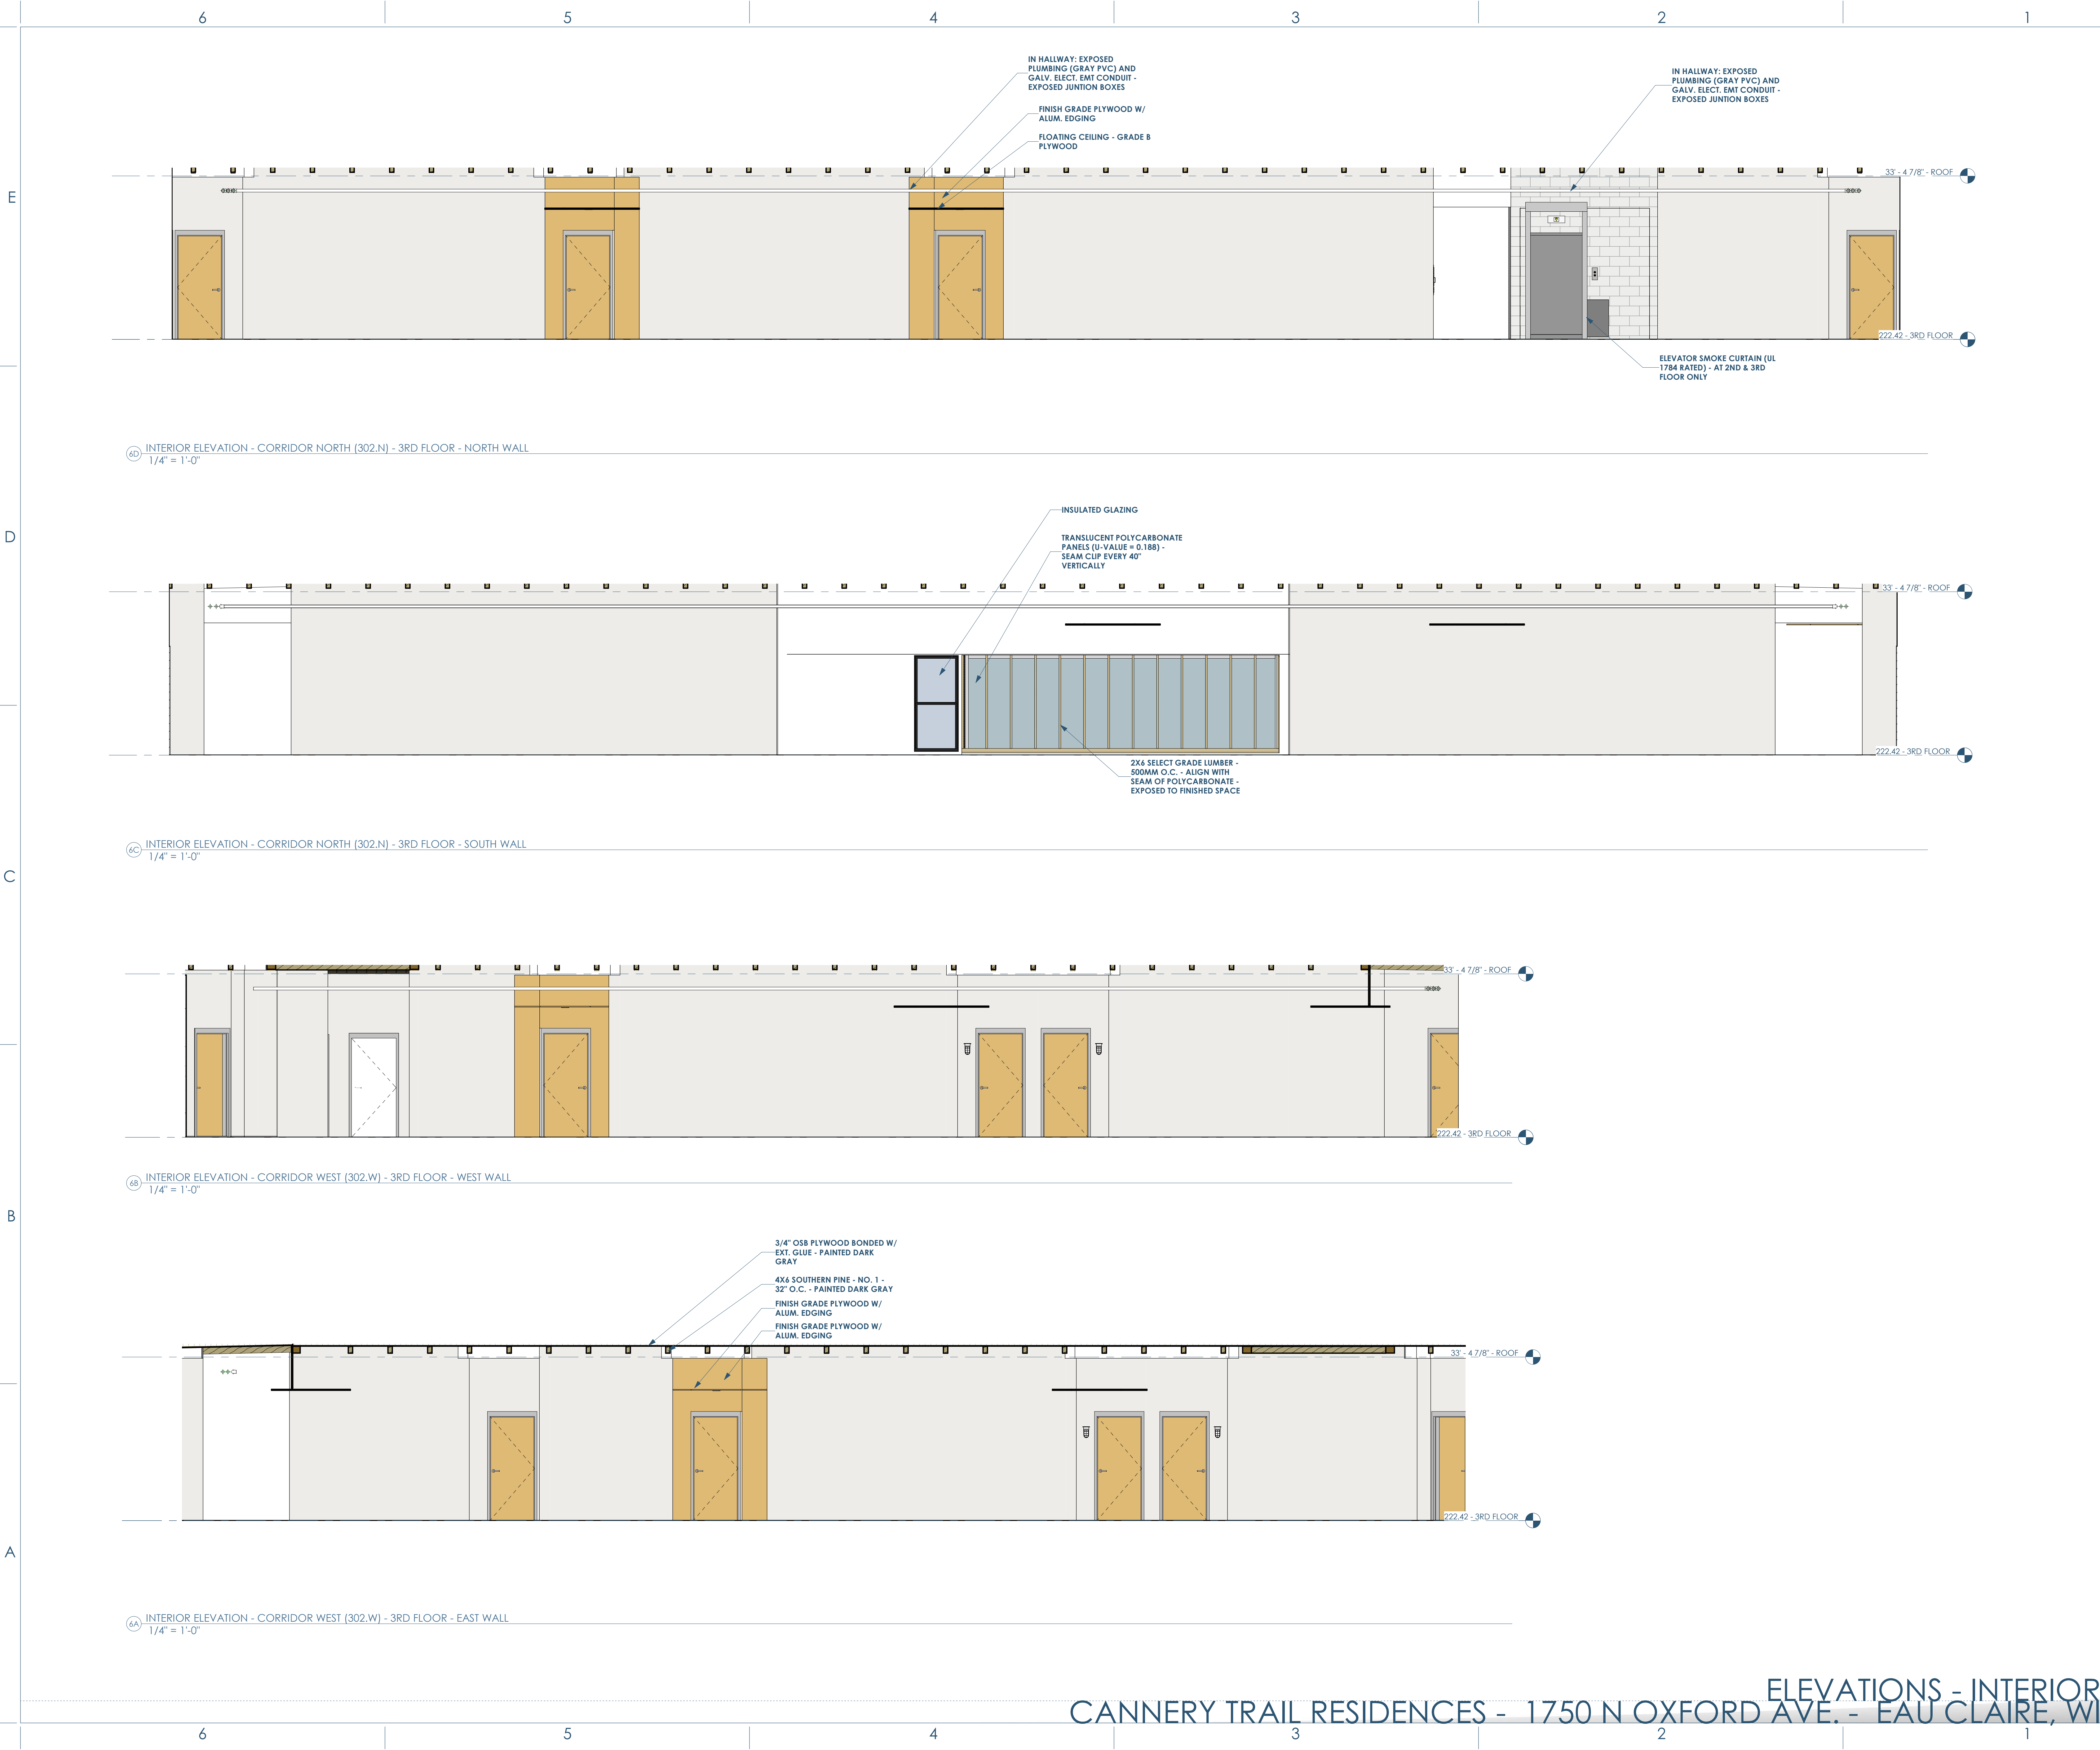 6 5 4 3 2 1
IN HALLWAY: EXPOSED
PLUMBING (GRAY PVC) AND
GALV. ELECT. EMT CONDUIT -
EXPOSED JUNTION BOXES
FINISH GRADE PLYWOOD W/
ALUM. EDGING
FLOATING CEILING - GRADE B
PLYWOOD
IN HALLWAY: EXPOSED
PLUMBING (GRAY PVC) AND
GALV. ELECT. EMT CONDUIT -
EXPOSED JUNTION BOXES
E
33' - 4 7/8" - ROOF
222.42 - 3RD FLOOR
ELEVATOR SMOKE CURTAIN (UL
1784 RATED) - AT 2ND & 3RD
FLOOR ONLY
6D INTERIOR ELEVATION - CORRIDOR NORTH (302.N) - 3RD FLOOR - NORTH WALL
1/4" = 1'-0"
D
INSULATED GLAZING
TRANSLUCENT POLYCARBONATE
PANELS (U-VALUE = 0.188) -
SEAM CLIP EVERY 40"
VERTICALLY
33' - 4 7/8" - ROOF
222.42 - 3RD FLOOR
2X6 SELECT GRADE LUMBER -
500MM O.C. - ALIGN WITH
SEAM OF POLYCARBONATE -
EXPOSED TO FINISHED SPACE
6C INTERIOR ELEVATION - CORRIDOR NORTH (302.N) - 3RD FLOOR - SOUTH WALL
1/4" = 1'-0"
C
33' - 4 7/8" - ROOF
222.42 - 3RD FLOOR
6B INTERIOR ELEVATION - CORRIDOR WEST (302.W) - 3RD FLOOR - WEST WALL
1/4" = 1'-0"
B
3/4" OSB PLYWOOD BONDED W/
EXT. GLUE - PAINTED DARK
GRAY
4X6 SOUTHERN PINE - NO. 1 -
32" O.C. - PAINTED DARK GRAY
FINISH GRADE PLYWOOD W/
ALUM. EDGING
FINISH GRADE PLYWOOD W/
ALUM. EDGING
33' - 4 7/8" - ROOF
222.42 - 3RD FLOOR
A
6A INTERIOR ELEVATION - CORRIDOR WEST (302.W) - 3RD FLOOR - EAST WALL
1/4" = 1'-0"
ELEVATIONS - INTERIOR
CANNERY TRAIL RESIDENCES - 1750 N OXFORD AVE. - EAU CLAIRE, WI
6 5 4 3 2 1